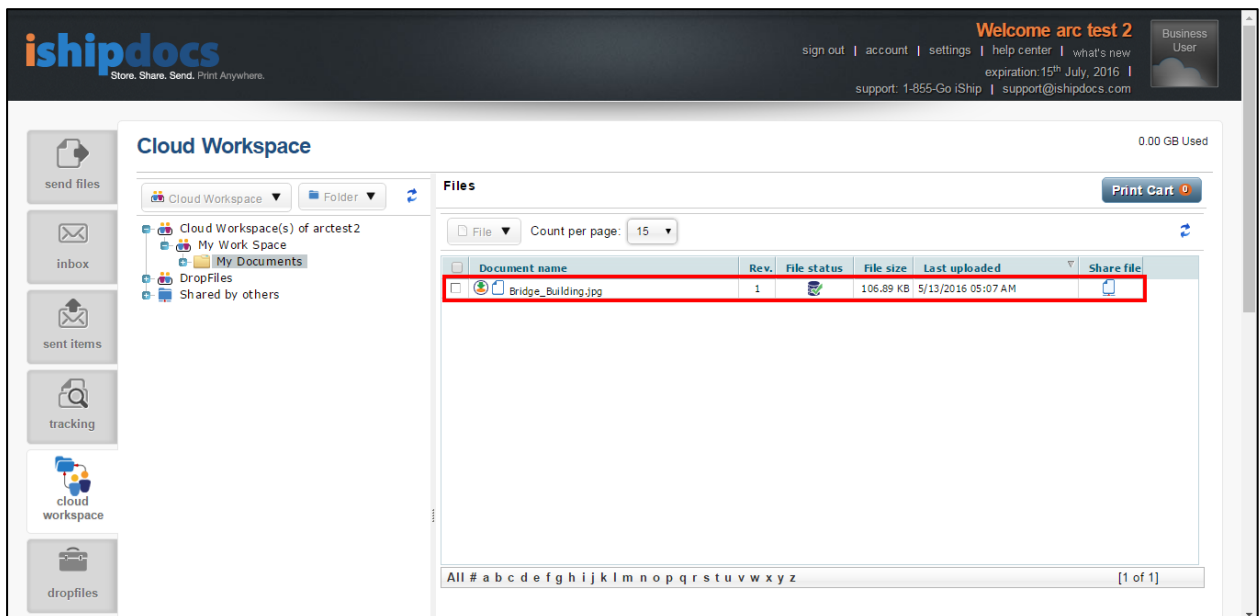 ishipdocs
Store. Share. Send. Print Anywhere.
Welcome arc test 2
sign out | account | settings | help center | what's new
expiration:15th July, 2016 |
support: 1-855-Go iShip | support@ishipdocs.com
Business
User
send files
inbox
sent items
tracking
cloud
workspace
dropfiles
Cloud Workspace
0.00 GB Used
Cloud Workspace ▼
Folder ▼
Cloud Workspace(s) of arctest2
My Work Space
My Documents
DropFiles
Shared by others
Files
Print Cart 0
File ▼ Count per page: 15 ▼
Document name Rev. File status File size Last uploaded Share file
Bridge_Building.jpg 1 106.89 KB 5/13/2016 05:07 AM
All # a b c d e f g h i j k l m n o p q r s t u v w x y z [1 of 1]